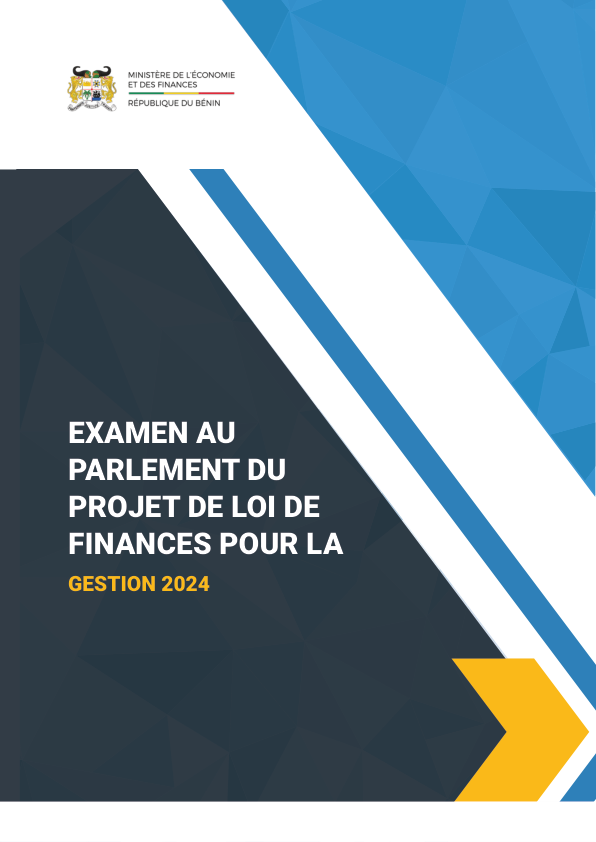 MINISTÈRE DE L'ÉCONOMIE
ET DES FINANCES
RÉPUBLIQUE DU BÉNIN
EXAMEN AU
PARLEMENT DU
PROJET DE LOI DE
FINANCES POUR LA
GESTION 2024